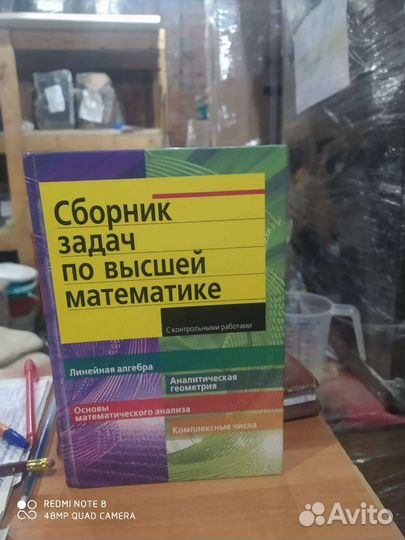 Сборник
задач
по высшей
математике
С контрольными работами
Линейная алгебра
Аналитическая
геометрия
Основы
математического анализа
Комплексные числа
REDMI NOTE 8
48MP QUAD CAMERA
Avito